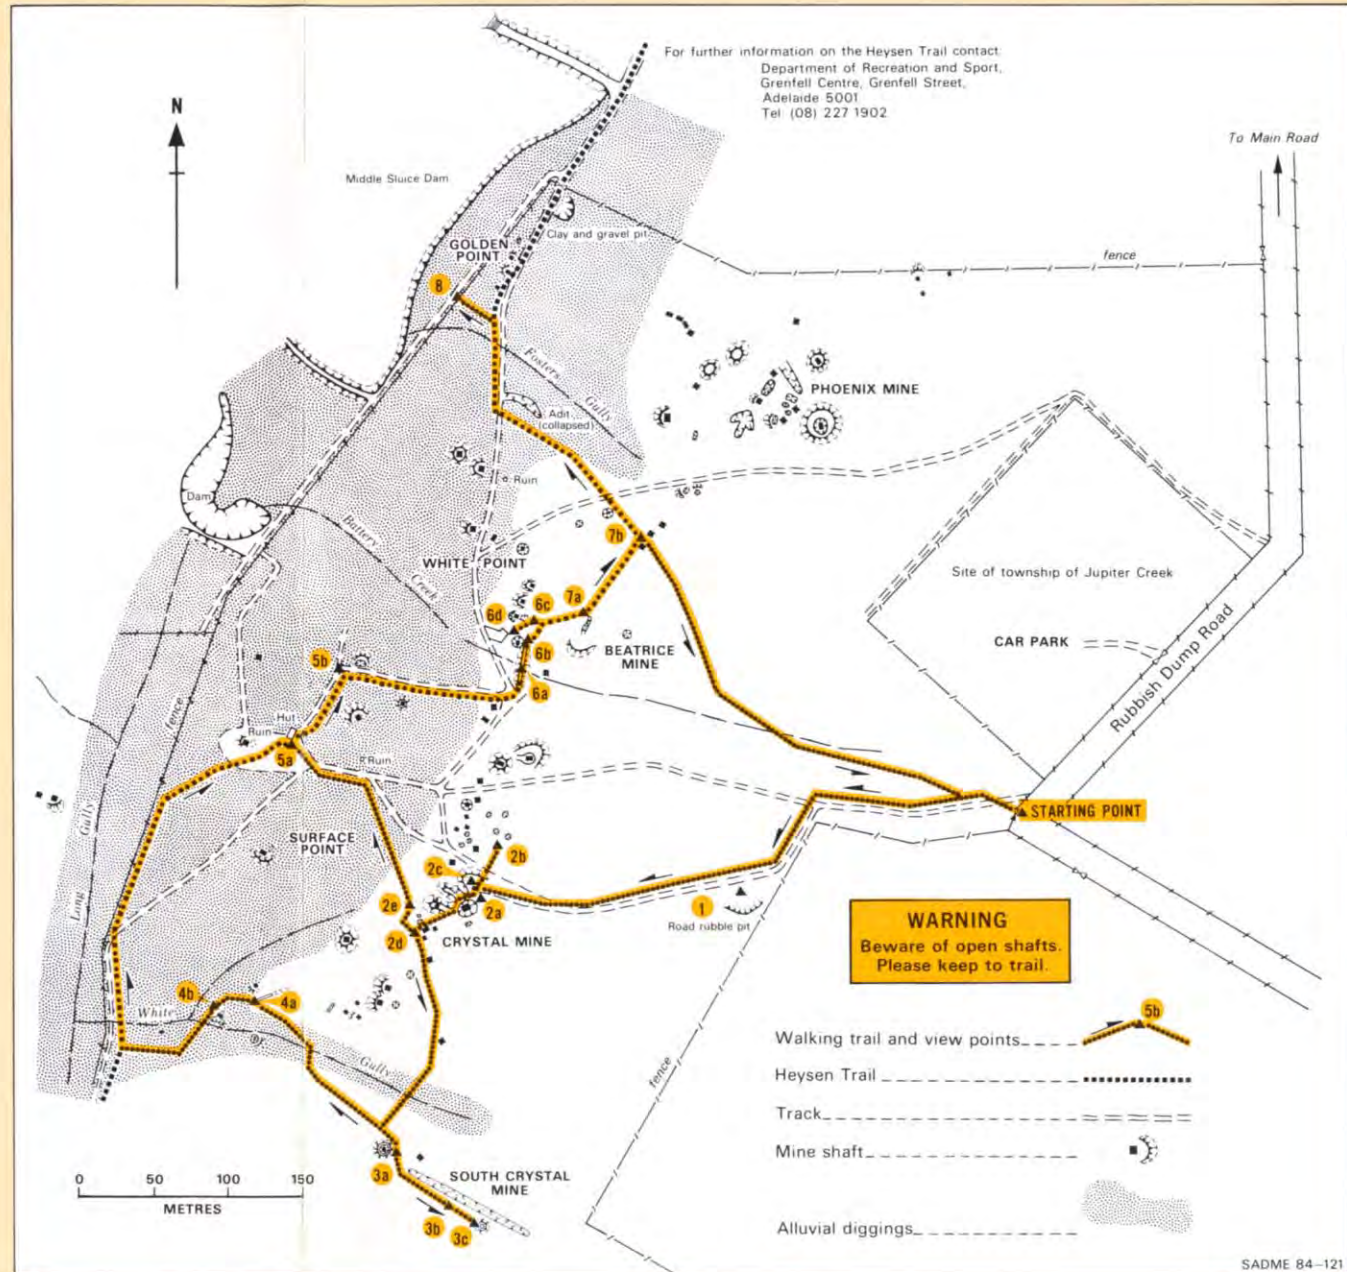 For further information on the Heysen Trail contact:
Department of Recreation and Sport,
Grenfell Centre, Grenfell Street,
Adelaide 5001
Tel (08) 227 1902
N
To Main Road
Middle Sluice Dam
GOLDEN
POINT
Clay and gravel pit
fence
8
Fosters
Gully
PHOENIX MINE
Adit
(collapsed)
Ruin
Dam
Battery
Creek
WHITE POINT
7b
Site of township of Jupiter Creek
7a
6c
6d
6b
BEATRICE
MINE
CAR PARK
Rubbish Dump Road
5b
6a
fence
Hut
Ruin
5a
Ruin
STARTING POINT
SURFACE
POINT
Long
Gully
2b
2c
2a
2e
2d
CRYSTAL MINE
1
Road rubble pit
WARNING
Beware of open shafts.
Please keep to trail.
4b
4a
White
Gully
5b
Walking trail and view points
Heysen Trail
Track
Mine shaft
Alluvial diggings
fence
3a
SOUTH CRYSTAL
MINE
3b
3c
0 50 100 150
METRES
SADME 84-121